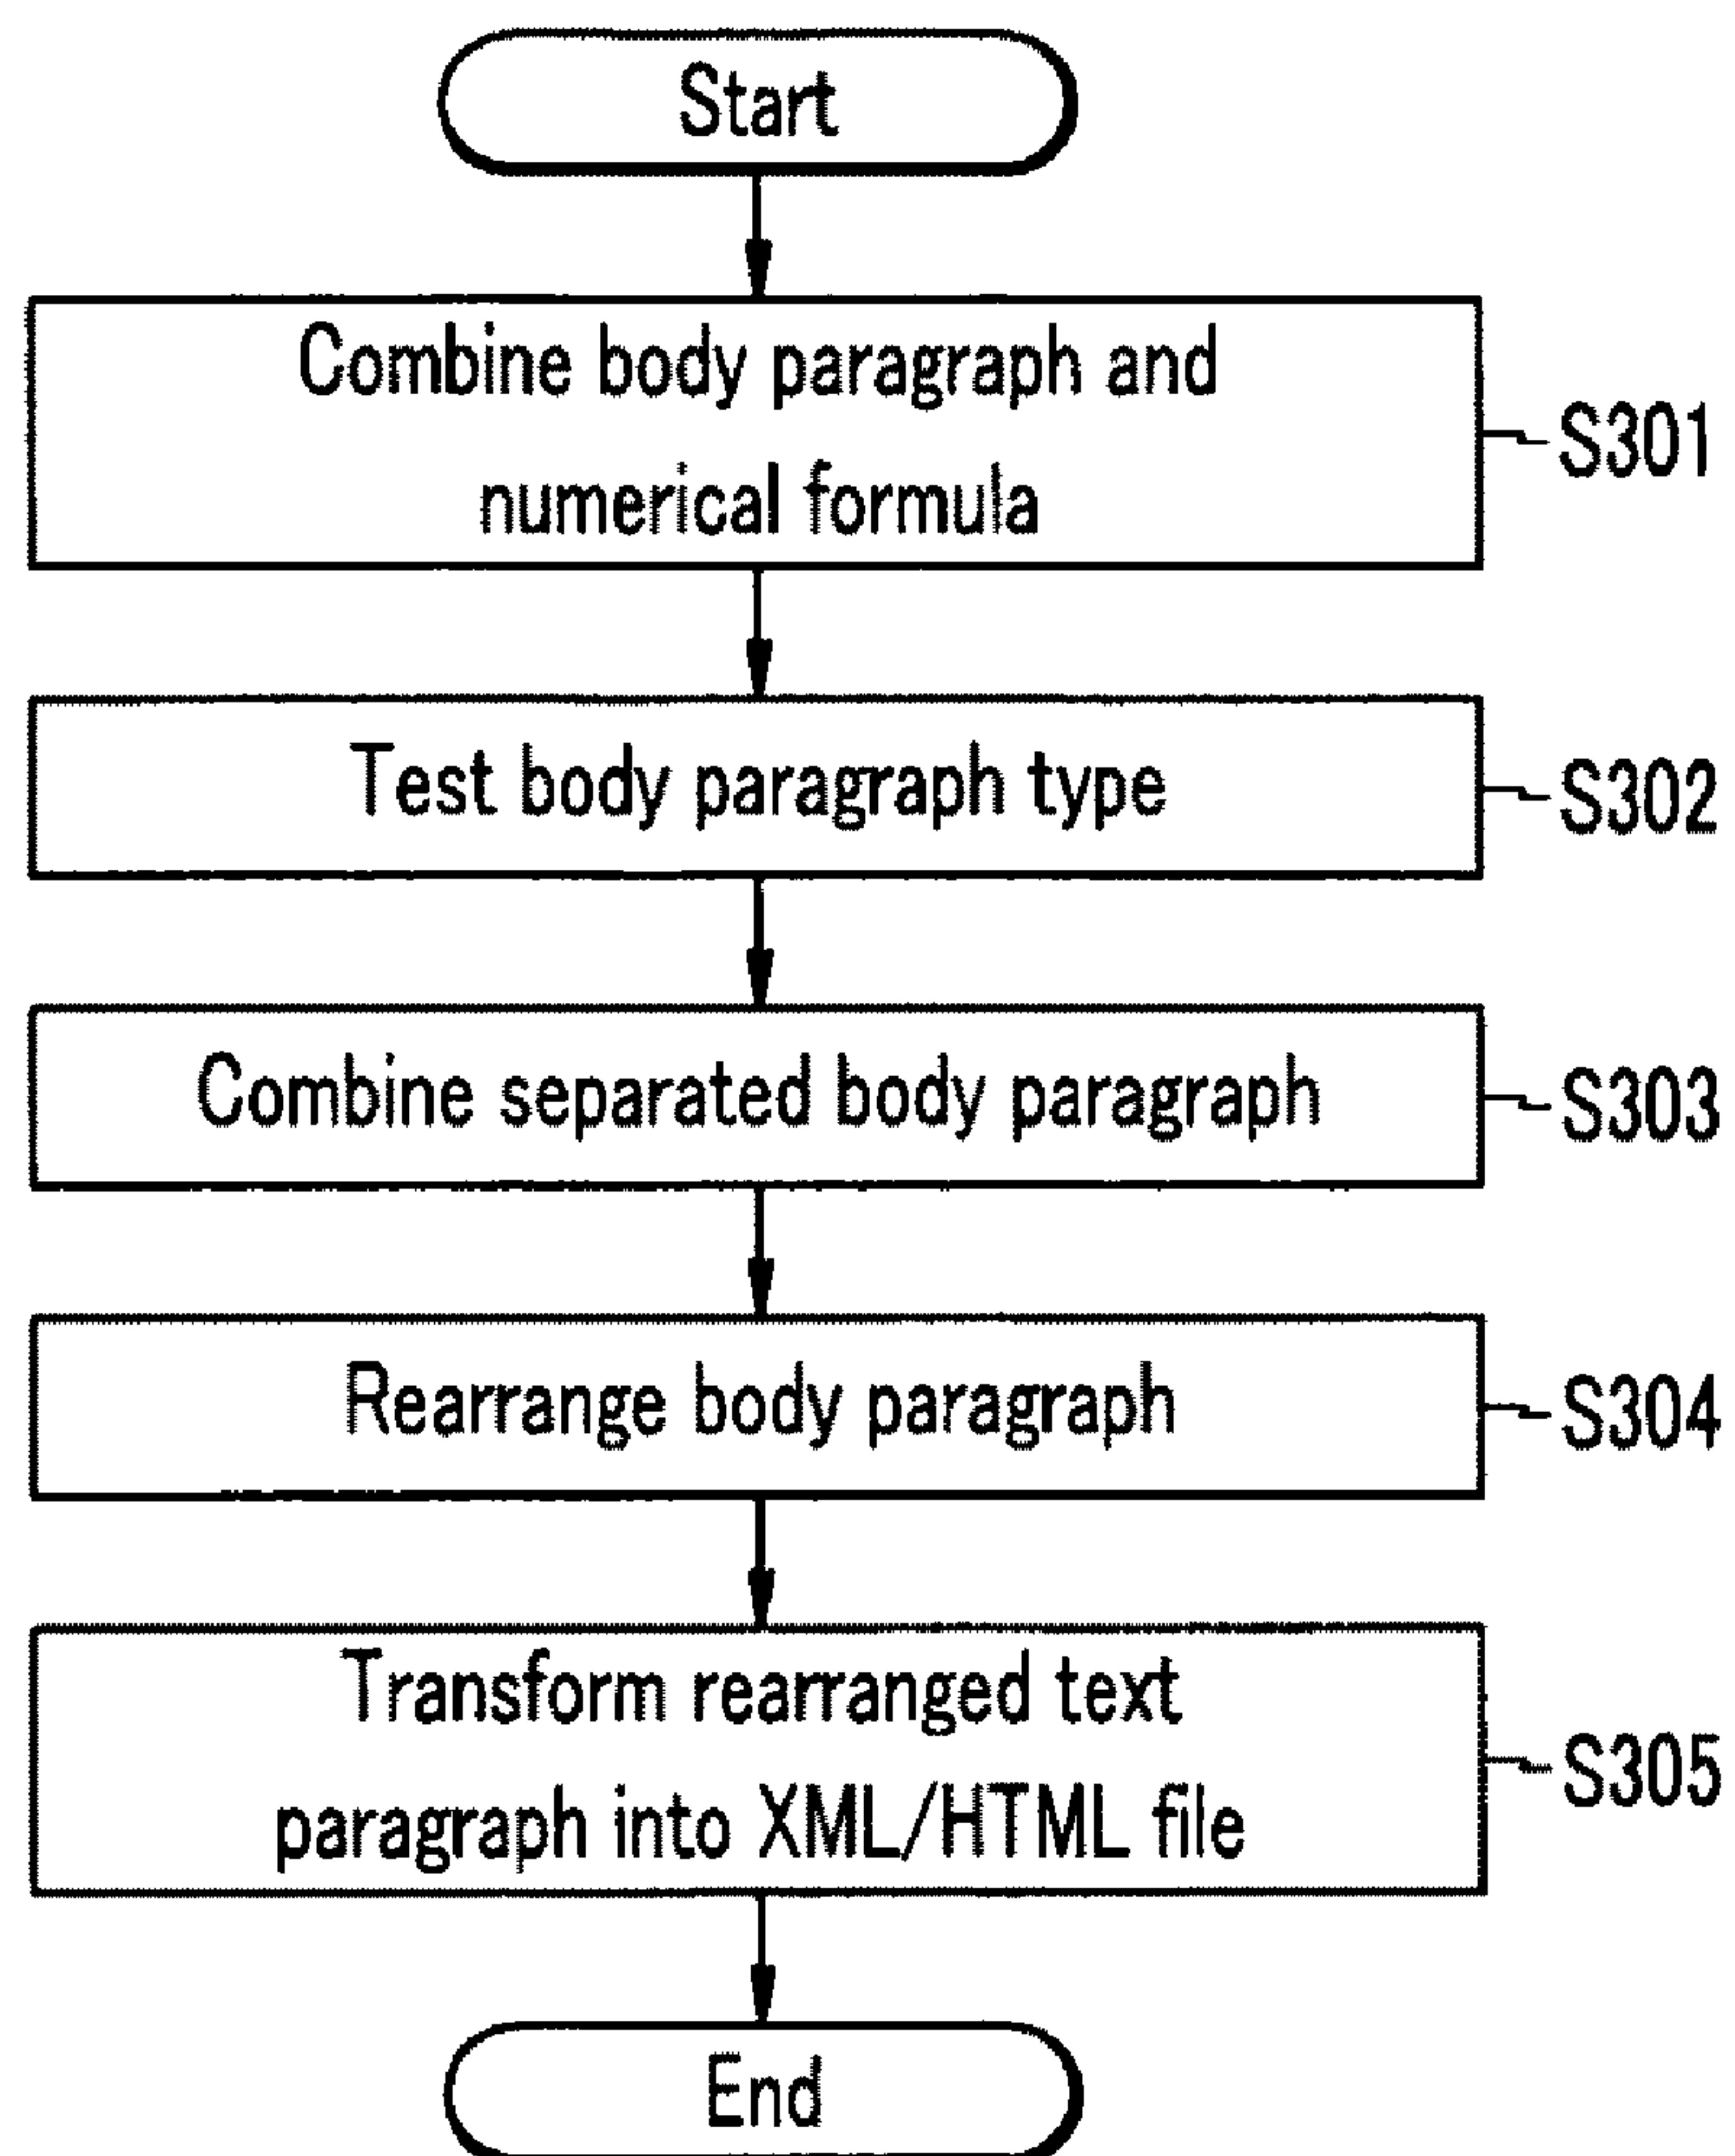 Start
Combine body paragraph and
numerical formula
S301
Test body paragraph type
S302
Combine separated body paragraph
S303
Rearrange body paragraph
S304
Transform rearranged text
paragraph into XML/HTML file
S305
End